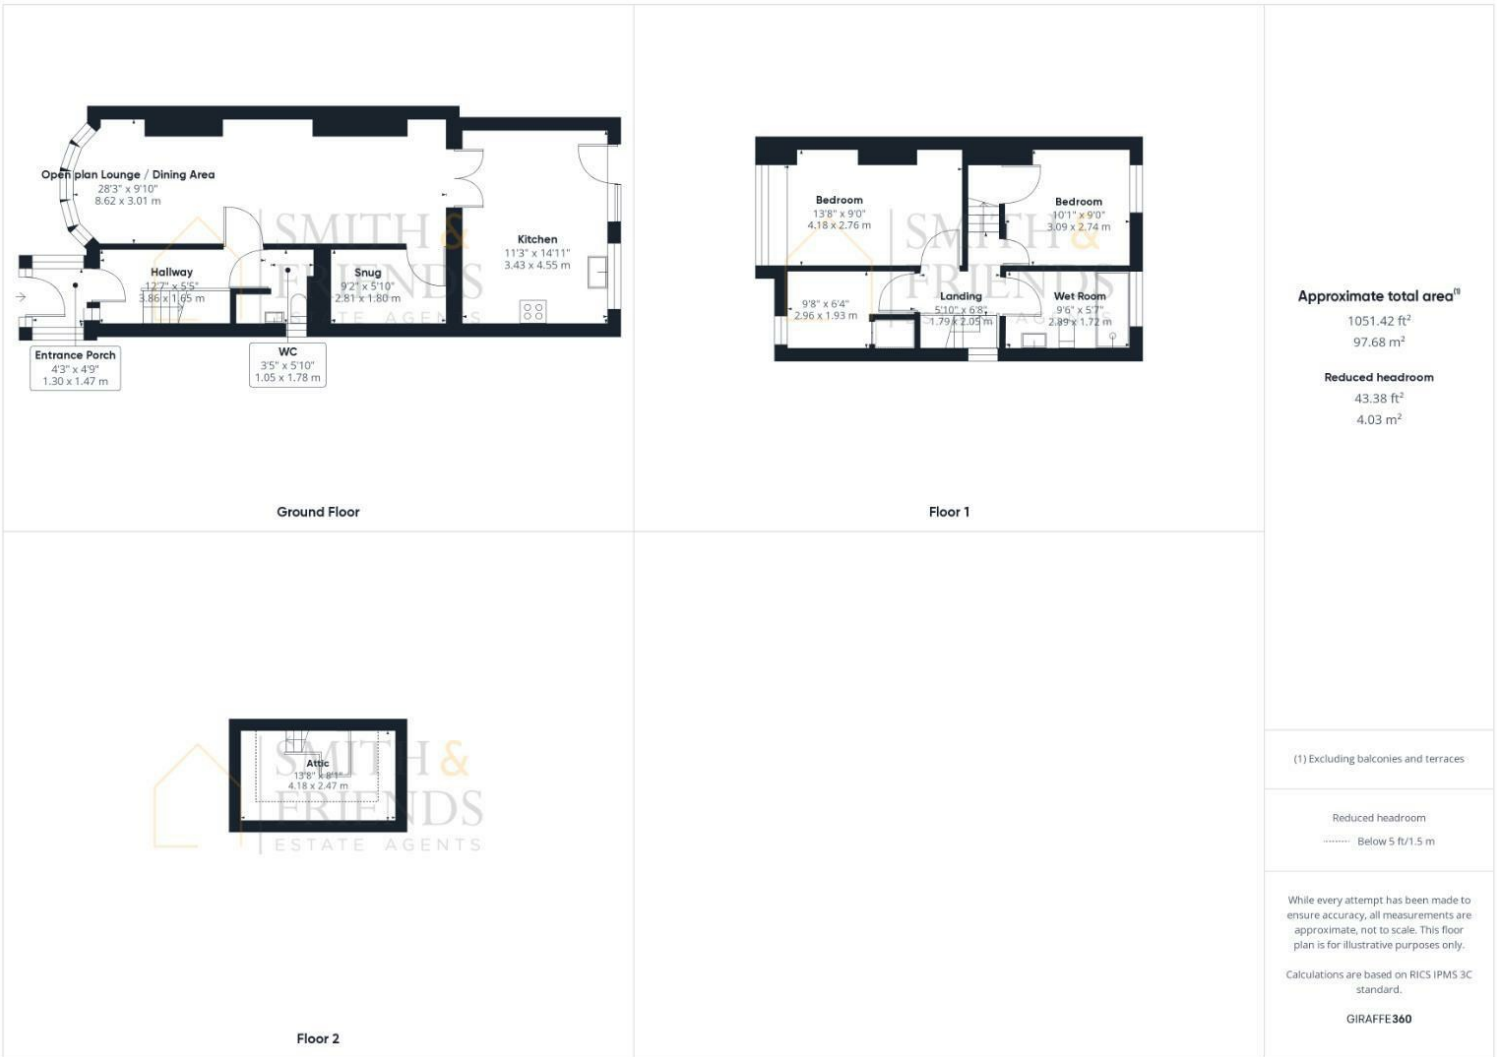 Open plan Lounge / Dining Area
28'3" x 9'10"
8.62 x 3.01 m
Kitchen
11'3" x 14'11"
3.43 x 4.55 m
Hallway
12'7" x 5'5"
3.86 x 1.65 m
Snug
9'2" x 5'10"
2.81 x 1.80 m
Entrance Porch
4'3" x 4'9"
1.30 x 1.47 m
WC
3'5" x 5'10"
1.05 x 1.78 m
SMITH &
FRIENDS
Ground Floor
Bedroom
13'8" x 9'0"
4.18 x 2.76 m
Bedroom
10'1" x 9'0"
3.09 x 2.74 m
9'8" x 6'4"
2.96 x 1.93 m
Landing
5'10" x 6'8"
1.79 x 2.05 m
Wet Room
9'6" x 5'7"
2.89 x 1.72 m
SMITH &
FRIENDS
Floor 1
Attic
13'8" x 8'1"
4.18 x 2.47 m
SMITH &
FRIENDS
ESTATE AGENTS
Floor 2
Approximate total area(1)
1051.42 ft²
97.68 m²
Reduced headroom
43.38 ft²
4.03 m²
(1) Excluding balconies and terraces
Reduced headroom
Below 5 ft/1.5 m
While every attempt has been made to
ensure accuracy, all measurements are
approximate, not to scale. This floor
plan is for illustrative purposes only.
Calculations are based on RICS IPMS 3C
standard.
GIRAFFE360